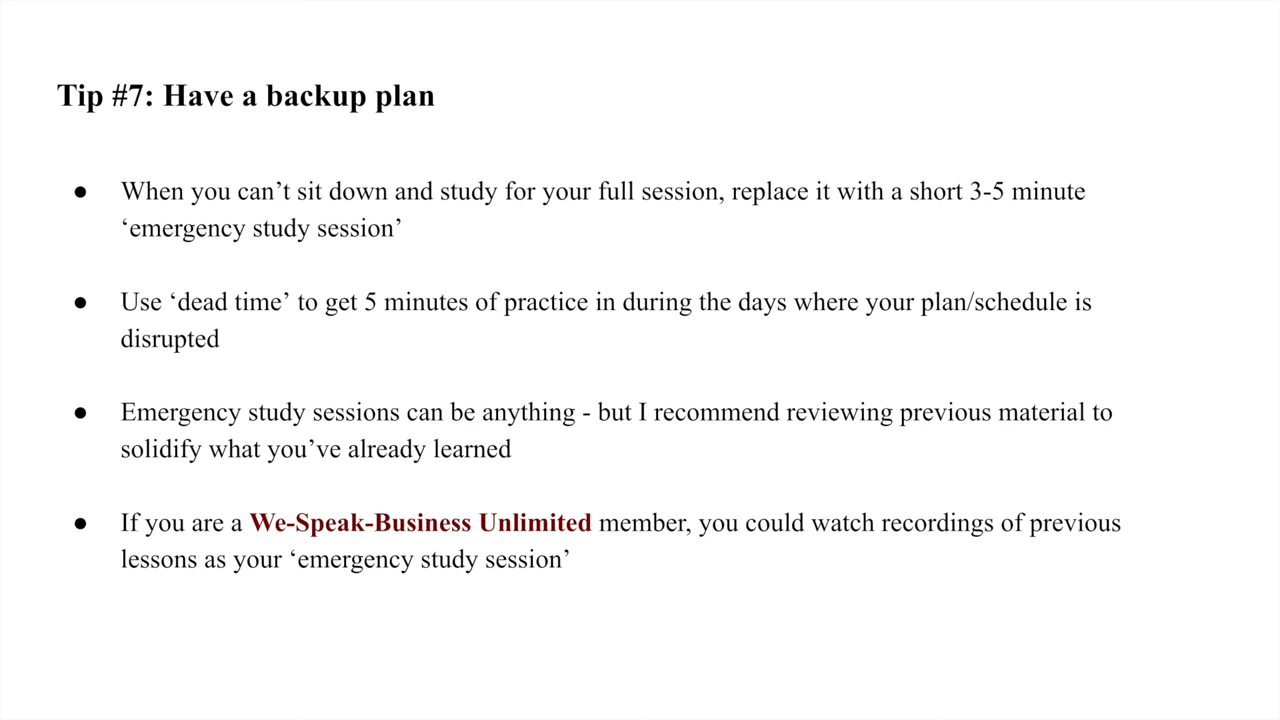 Tip #7: Have a backup plan
● When you can’t sit down and study for your full session, replace it with a short 3-5 minute
‘emergency study session’
● Use ‘dead time’ to get 5 minutes of practice in during the days where your plan/schedule is
disrupted
● Emergency study sessions can be anything - but I recommend reviewing previous material to
solidify what you’ve already learned
● If you are a We-Speak-Business Unlimited member, you could watch recordings of previous
lessons as your ‘emergency study session’